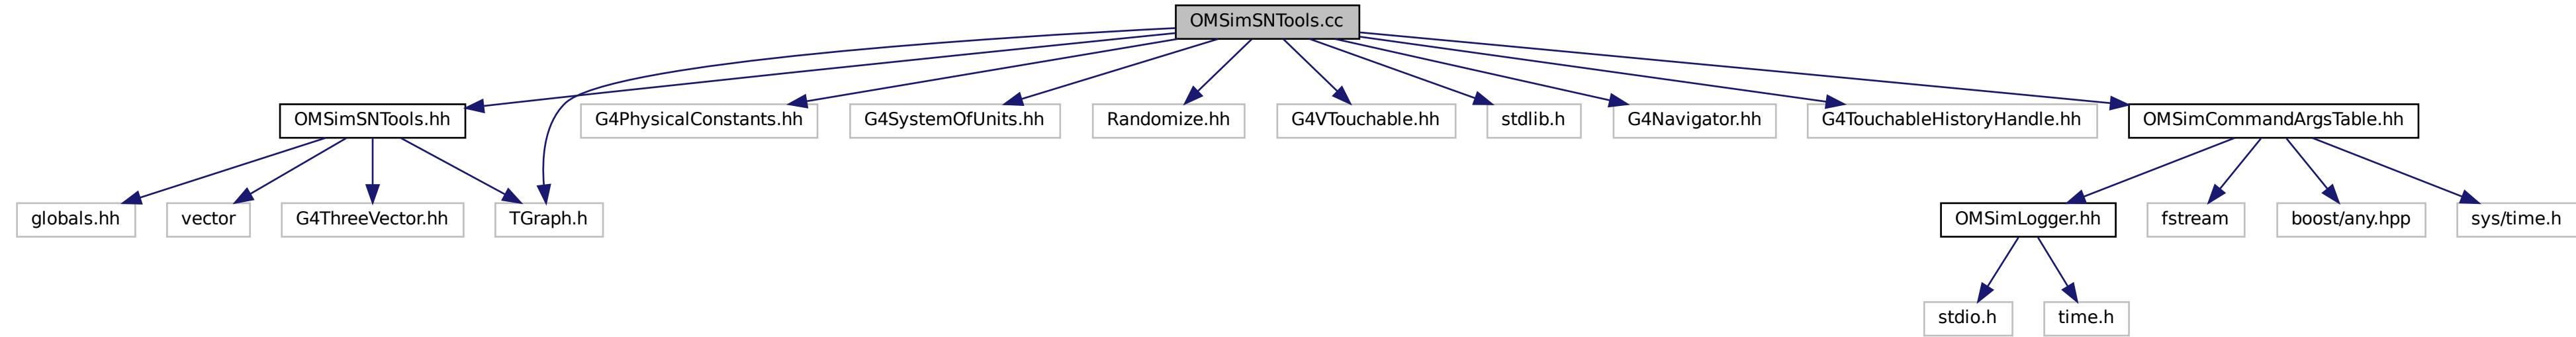 OMSimSNTools.cc
OMSimSNTools.hh
G4PhysicalConstants.hh
G4SystemOfUnits.hh
Randomize.hh
G4VTouchable.hh
stdlib.h
G4Navigator.hh
G4TouchableHistoryHandle.hh
OMSimCommandArgsTable.hh
globals.hh
vector
G4ThreeVector.hh
TGraph.h
OMSimLogger.hh
fstream
boost/any.hpp
sys/time.h
stdio.h
time.h